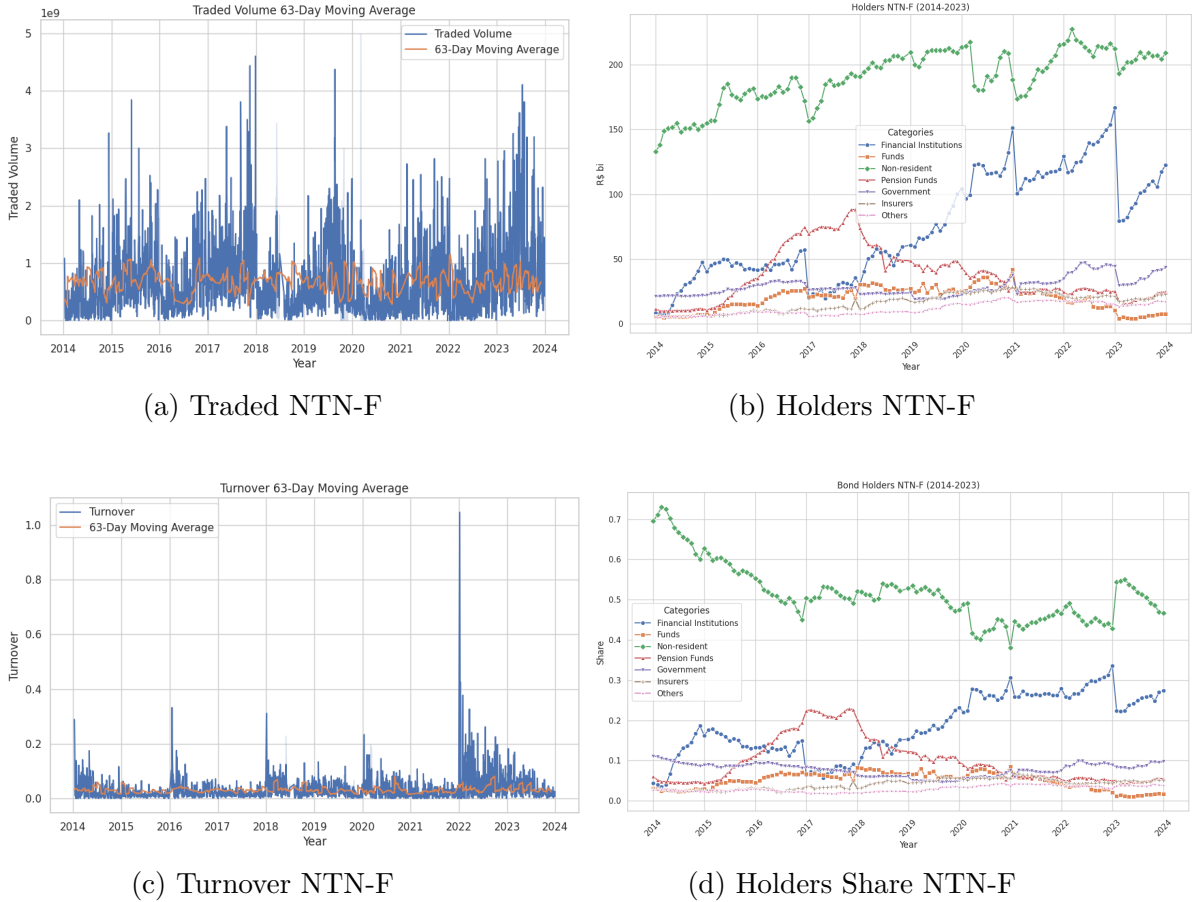 Traded Volume 63-Day Moving Average
1e9
Traded Volume
63-Day Moving Average
5
4
3
2
1
0
Traded Volume
2014 2015 2016 2017 2018 2019 2020 2021 2022 2023 2024
Year
(a) Traded NTN-F
Holders NTN-F (2014-2023)
200
150
100
50
0
R$ bi
Categories
Financial Institutions
Funds
Non-resident
Pension Funds
Government
Insurers
Others
2014 2015 2016 2017 2018 2019 2020 2021 2022 2023 2024
Year
(b) Holders NTN-F
Turnover 63-Day Moving Average
Turnover
63-Day Moving Average
1.0
0.8
0.6
0.4
0.2
0.0
Turnover
2014 2015 2016 2017 2018 2019 2020 2021 2022 2023 2024
Year
(c) Turnover NTN-F
Bond Holders NTN-F (2014-2023)
0.7
0.6
0.5
0.4
0.3
0.2
0.1
0.0
Share
Categories
Financial Institutions
Funds
Non-resident
Pension Funds
Government
Insurers
Others
2014 2015 2016 2017 2018 2019 2020 2021 2022 2023 2024
Year
(d) Holders Share NTN-F